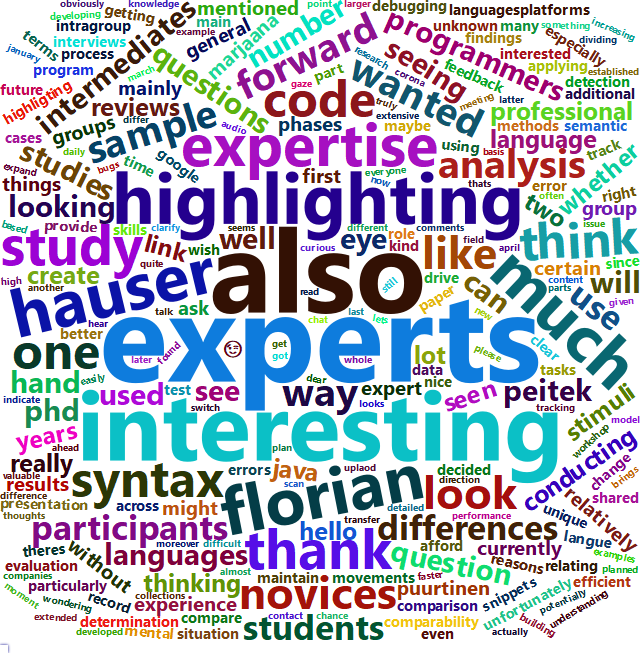 obviously knowledge point larger debugging languagesplatforms
developing getting mentioned unknown many something increasing
intragroup main number forward programmers findings especially dividing
terms interviews general marjaana seeing interested established
january process intermediates questions part feedback applying
example research corona detection
program march wanted truly meeting latter additional
future mainly sample code extensive professional
highligting reviews phases maybe methods semantic
cases groups differ audio gaze using basis language track
daily google expertise error whether
studies time first analysis often right
expand bugs everyone now thats two group
things highlighting
looking
based provide skills clarify seems different comments issue
study link wish well eye role kind field like april think since
high create quite curious read drive can content parts certain given will
another talk also still paper much use
hauser ask chat last lets new clear
hear better experts please
one later found get got whole data lot tasks
easily dear nice
hand used test see way expert seen peitek stimuli
indicate switch looks tracking
phd interesting workshop model
years plan conducting change brings
ahead errors java scan uplaod decided look direction
really syntax florian relatively
valuable results shared
difference across might detailed performance unique
presentation moreover transfer
thoughts participants hello differences reasons langue
theres without difficult thank afford currently relating examples planned
evaluation languages question
companies particularly almost maintain movements faster puurtinen snippets efficient
moment wondering record thinking novices comparison unfortunately potentially understanding
collections experience contact chance
extended determination compare students comparability building
developed mental situation even actually